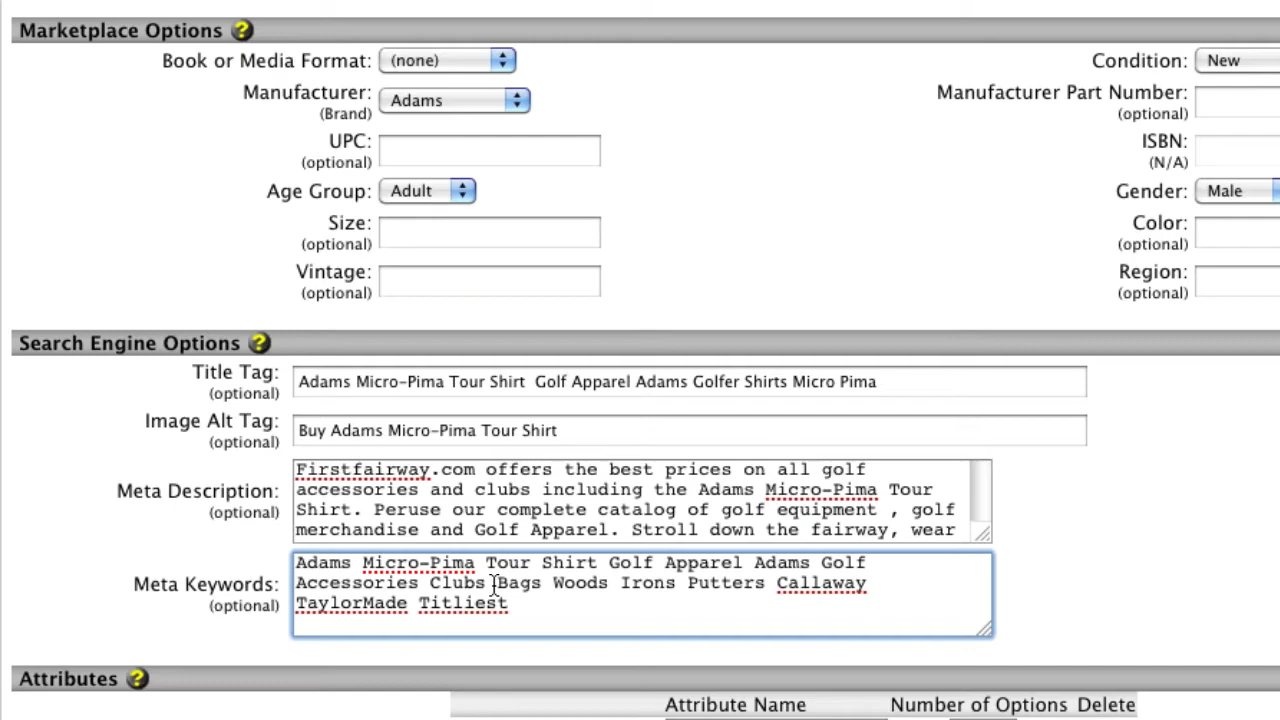 Marketplace Options ?
Book or Media Format: (none)
Condition: New
Manufacturer: Adams
(Brand)
Manufacturer Part Number:
(optional)
UPC:
(optional)
ISBN:
(N/A)
Age Group: Adult
Gender: Male
Size:
(optional)
Color:
(optional)
Vintage:
(optional)
Region:
(optional)
Search Engine Options ?
Title Tag: Adams Micro-Pima Tour Shirt  Golf Apparel Adams Golfer Shirts Micro Pima
(optional)
Image Alt Tag: Buy Adams Micro-Pima Tour Shirt
(optional)
Meta Description:
(optional)
Firstfairway.com offers the best prices on all golf
accessories and clubs including the Adams Micro-Pima Tour
Shirt. Peruse our complete catalog of golf equipment , golf
merchandise and Golf Apparel. Stroll down the fairway, wear
Meta Keywords:
(optional)
Adams Micro-Pima Tour Shirt Golf Apparel Adams Golf
Accessories Clubs Bags Woods Irons Putters Callaway
TaylorMade Titliest
Attributes ?
Attribute Name Number of Options Delete